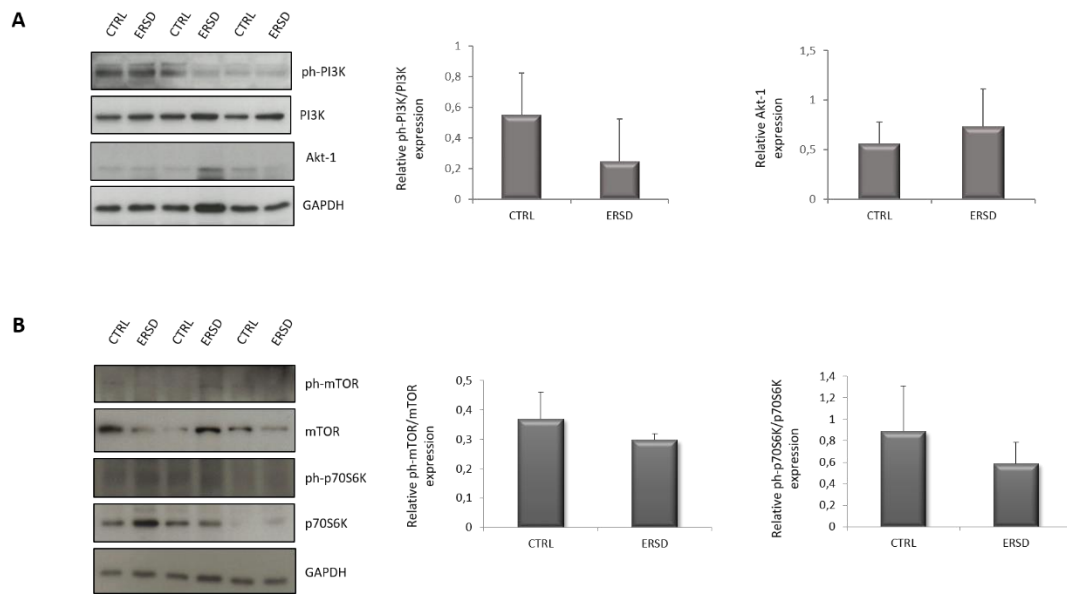 A
CTRL ERSD CTRL ERSD CTRL ERSD
ph-PI3K
PI3K
Akt-1
GAPDH
Relative ph-PI3K/PI3K
expression
1
0,8
0,6
0,4
0,2
0
CTRL ERSD
Relative Akt-1
expression
1,5
1
0,5
0
CTRL ERSD
B
CTRL ERSD CTRL ERSD CTRL ERSD
ph-mTOR
mTOR
ph-p70S6K
p70S6K
GAPDH
Relative ph-mTOR/mTOR
expression
0,5
0,4
0,3
0,2
0,1
0
CTRL ERSD
Relative ph-p70S6K/p70S6K
expression
1,4
1,2
1
0,8
0,6
0,4
0,2
0
CTRL ERSD